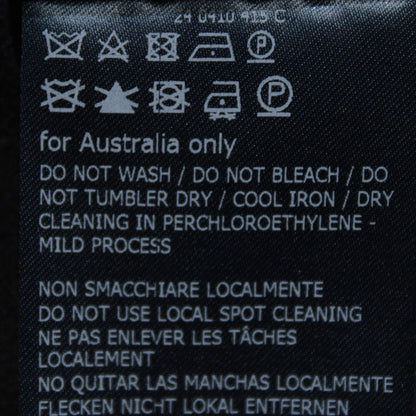 24 0410 415 C
P
P
for Australia only
DO NOT WASH / DO NOT BLEACH / DO
NOT TUMBLER DRY / COOL IRON / DRY
CLEANING IN PERCHLOROETHYLENE -
MILD PROCESS
NON SMACCHIARE LOCALMENTE
DO NOT USE LOCAL SPOT CLEANING
NE PAS ENLEVER LES TÂCHES
LOCALEMENT
NO QUITAR LAS MANCHAS LOCALMENTE
FLECKEN NICHT LOKAL ENTFERNEN